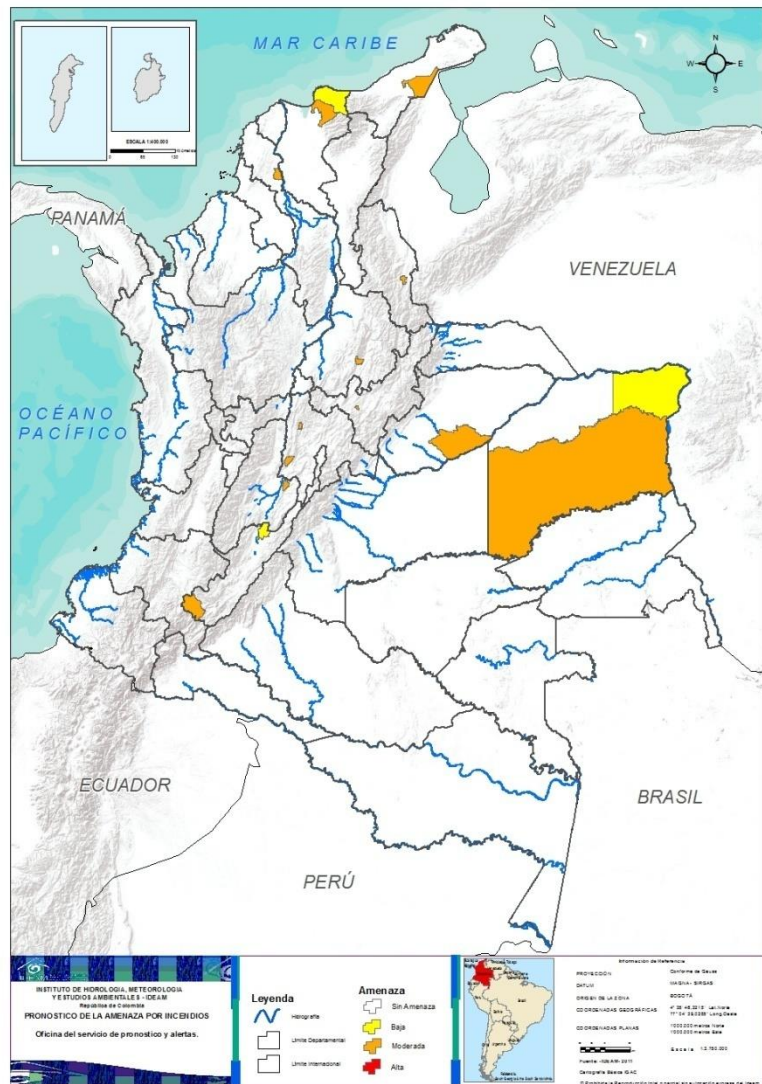 MAR CARIBE
N
W E
S
ESCALA 1:400.000
PANAMÁ
VENEZUELA
OCÉANO
PACÍFICO
ECUADOR
PERÚ
BRASIL
INSTITUTO DE HIDROLOGIA, METEOROLOGIA
Y ESTUDIOS AMBIENTALES - IDEAM
República de Colombia
PRONOSTICO DE LA AMENAZA POR INCENDIOS
Oficina del servicio de pronostico y alertas.
Leyenda
Hidrografia
Limite Departamental
Limite Internacional
Amenaza
Sin Amenaza
Baja
Moderada
Alta
Información de Referencia
PROYECCIÓN Conforme de Gauss
DATUM MAGNA - SIRGAS
ORIGEN DE LA ZONA BOGOTÁ
COORDENADAS GEOGRÁFICAS
COORDENADAS PLANAS 1'000.000 metros Norte
1'000.000 metros Este
Escala
Fuente: IDEAM 2011
Cartografía Básica IGAC